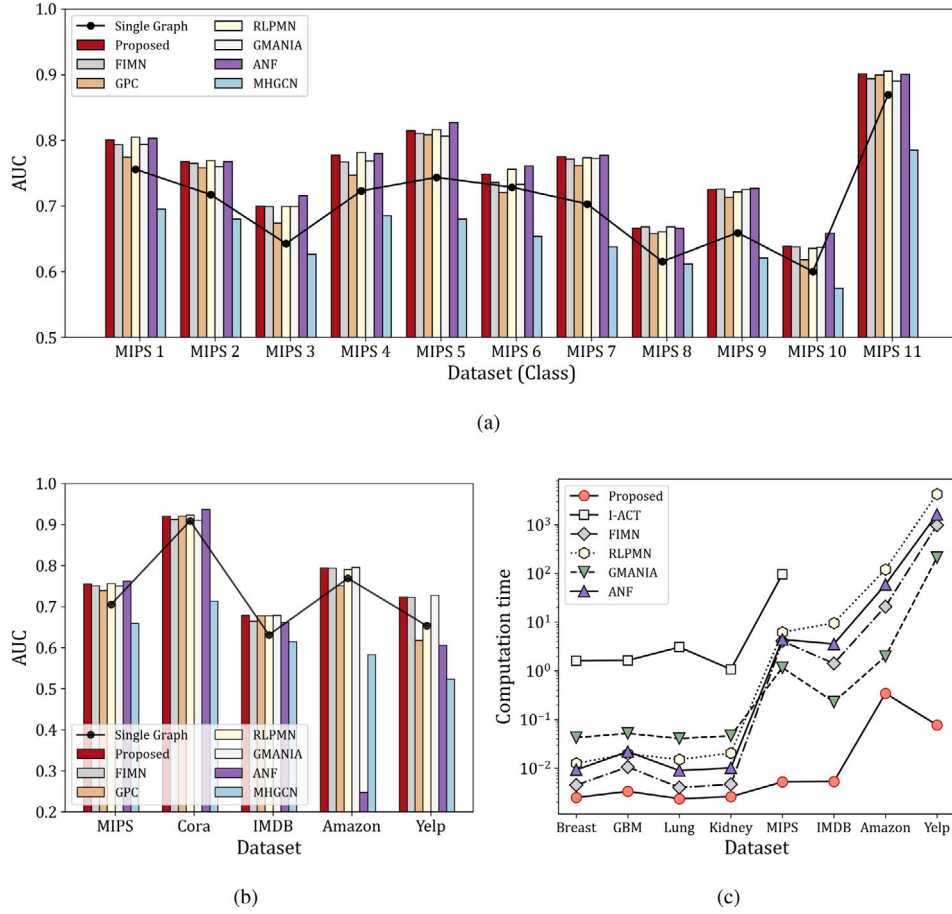 1.0
0.9
0.8
0.7
0.6
0.5
AUC
Single Graph
Proposed
FIMN
GPC
RLPMN
GMANIA
ANF
MHGCN
MIPS 1 MIPS 2 MIPS 3 MIPS 4 MIPS 5 MIPS 6 MIPS 7 MIPS 8 MIPS 9 MIPS 10 MIPS 11
Dataset (Class)
(a)
1.0
0.9
0.8
0.7
0.6
0.5
0.4
0.3
0.2
AUC
Single Graph
Proposed
FIMN
GPC
RLPMN
GMANIA
ANF
MHGCN
MIPS Cora IMDB Amazon Yelp
Dataset
(b)
10³
10²
10¹
10⁰
10⁻¹
10⁻²
Computation time
Proposed
I-ACT
FIMN
RLPMN
GMANIA
ANF
Breast GBM Lung Kidney MIPS IMDB Amazon Yelp
Dataset
(c)